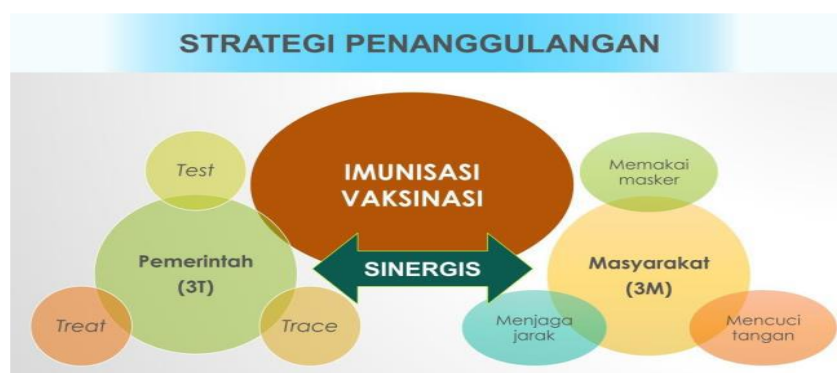 STRATEGI PENANGGULANGAN
IMUNISASI
VAKSINASI
Test
Pemerintah
(3T)
Treat
Trace
SINERGIS
Memakai
masker
Masyarakat
(3M)
Menjaga
jarak
Mencuci
tangan